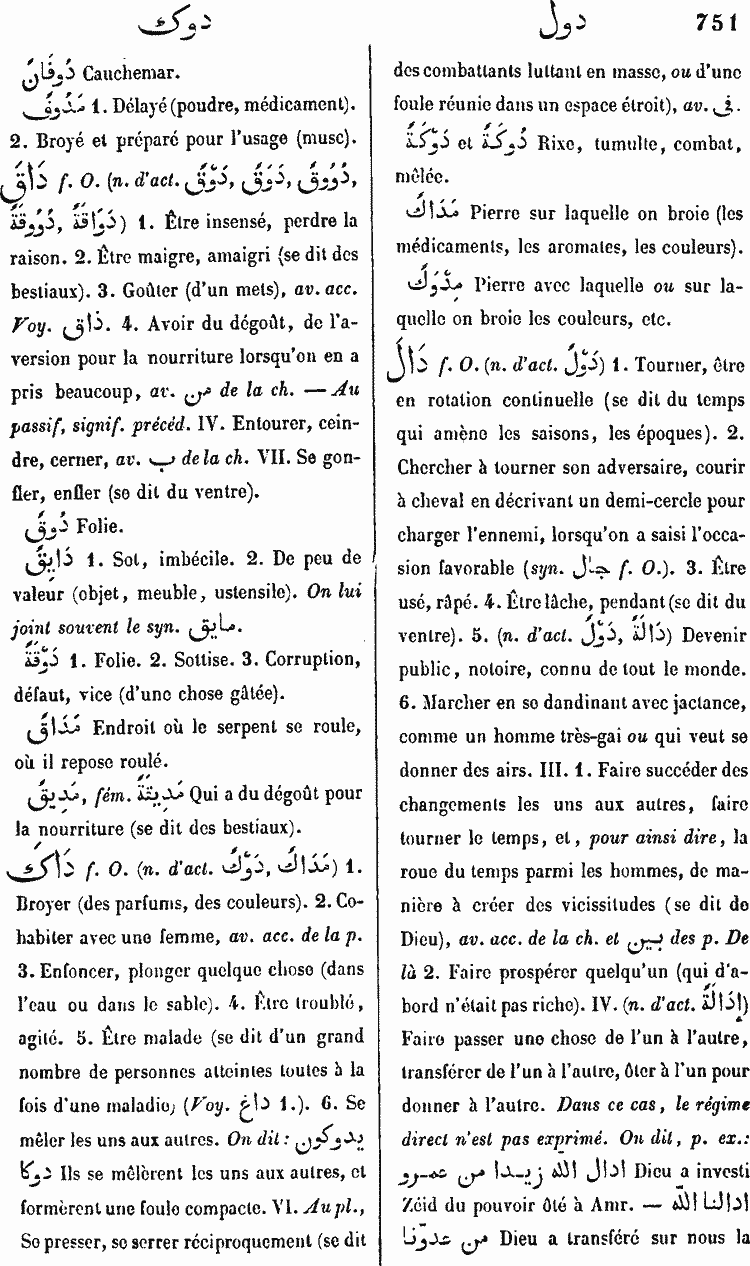 دوك دول 751
دُوفَانٌ Cauchemar.
مَدُوفٌ 1. Délayé (poudre, médicament).
2. Broyé et préparé pour l'usage (musc).
دَاقَ f. O. (n. d'act. دَوْقٌ, دَوَقٌ, دُوُوقٌ,
دَوَاقَةٌ, دُوُوقَةٌ) 1. Être insensé, perdre la
raison. 2. Être maigre, amaigri (se dit des
bestiaux). 3. Goûter (d'un mets), av. acc.
Voy. ذاق. 4. Avoir du dégoût, de l'a-
version pour la nourriture lorsqu'on en a
pris beaucoup, av. من de la ch. — Au
passif, signif. précéd. IV. Entourer, cein-
dre, cerner, av. ب de la ch. VII. Se gon-
fler, enfler (se dit du ventre).
دُوقٌ Folie.
دَايِقٌ 1. Sot, imbécile. 2. De peu de
valeur (objet, meuble, ustensile). On lui
joint souvent le syn. مايق.
دَوْقَةٌ 1. Folie. 2. Sottise. 3. Corruption,
défaut, vice (d'une chose gâtée).
مَدَاقٌ Endroit où le serpent se roule,
où il repose roulé.
مَدِيقٌ, fém. مَدِيقَةٌ Qui a du dégoût pour
la nourriture (se dit des bestiaux).
دَاكَ f. O. (n. d'act. دَوْكٌ, مَدَاكٌ) 1.
Broyer (des parfums, des couleurs). 2. Co-
habiter avec une femme, av. acc. de la p.
3. Enfoncer, plonger quelque chose (dans
l'eau ou dans le sable). 4. Être troublé,
agité. 5. Être malade (se dit d'un grand
nombre de personnes atteintes toutes à la
fois d'une maladie; (Voy. داغ 1.). 6. Se
mêler les uns aux autres. On dit : يدوكون
دوكا Ils se mêlèrent les uns aux autres, et
formèrent une foule compacte. VI. Au pl.,
Se presser, se serrer réciproquement (se dit
des combattants luttant en masse, ou d'une
foule réunie dans un espace étroit), av. فى.
دُوكَةٌ et دَوْكَةٌ Rixe, tumulte, combat,
mêlée.
مَدَاكٌ Pierre sur laquelle on broie (les
médicaments, les aromates, les couleurs).
مِدْوَكٌ Pierre avec laquelle ou sur la-
quelle on broie les couleurs, etc.
دَالَ f. O. (n. d'act. دَوْلٌ) 1. Tourner, être
en rotation continuelle (se dit du temps
qui amène les saisons, les époques). 2.
Chercher à tourner son adversaire, courir
à cheval en décrivant un demi-cercle pour
charger l'ennemi, lorsqu'on a saisi l'occa-
sion favorable (syn. جال f. O.). 3. Être
usé, râpé. 4. Être lâche, pendant (se dit du
ventre). 5. (n. d'act. دَوْلٌ, دَالَةٌ) Devenir
public, notoire, connu de tout le monde.
6. Marcher en se dandinant avec jactance,
comme un homme très-gai ou qui veut se
donner des airs. III. 1. Faire succéder des
changements les uns aux autres, faire
tourner le temps, et, pour ainsi dire, la
roue du temps parmi les hommes, de ma-
nière à créer des vicissitudes (se dit de
Dieu), av. acc. de la ch. et بين des p. De
là 2. Faire prospérer quelqu'un (qui d'a-
bord n'était pas riche). IV. (n. d'act. إدَالَةٌ)
Faire passer une chose de l'un à l'autre,
transférer de l'un à l'autre, ôter à l'un pour
donner à l'autre. Dans ce cas, le régime
direct n'est pas exprimé. On dit, p. ex.:
ادال الله زيدا من عمرو Dieu a investi
Zéid du pouvoir ôté à Amr. — ادالنا الله
من عدوّنا Dieu a transféré sur nous la